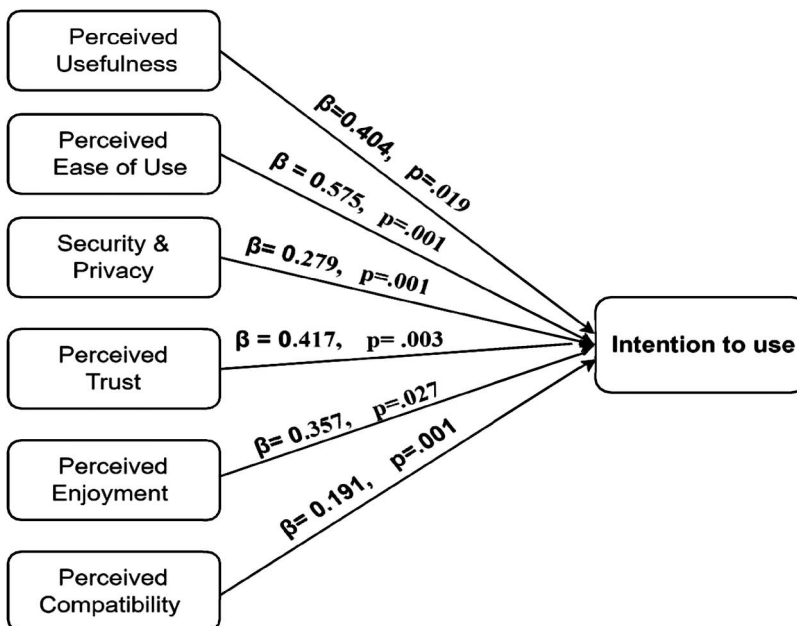 Perceived
Usefulness
β=0.404, p=.019
Perceived
Ease of Use
β = 0.575, p=.001
Security &
Privacy
β= 0.279, p=.001
Intention to use
Perceived
Trust
β = 0.417, p= .003
Perceived
Enjoyment
β= 0.357, p=.027
Perceived
Compatibility
β= 0.191, p=.001